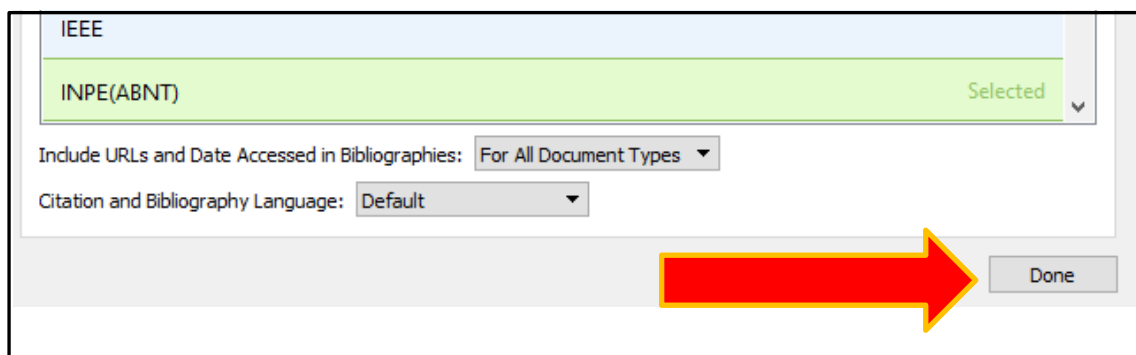 IEEE
INPE(ABNT) Selected
Include URLs and Date Accessed in Bibliographies: For All Document Types
Citation and Bibliography Language: Default
Done